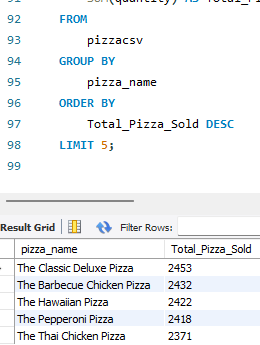 91 SUM(quantity) AS Total_Pi
92 FROM
93 pizzacsv
94 GROUP BY
95 pizza_name
96 ORDER BY
97 Total_Pizza_Sold DESC
98 LIMIT 5;
99
Result Grid Filter Rows:
pizza_name Total_Pizza_Sold
The Classic Deluxe Pizza 2453
The Barbecue Chicken Pizza 2432
The Hawaiian Pizza 2422
The Pepperoni Pizza 2418
The Thai Chicken Pizza 2371